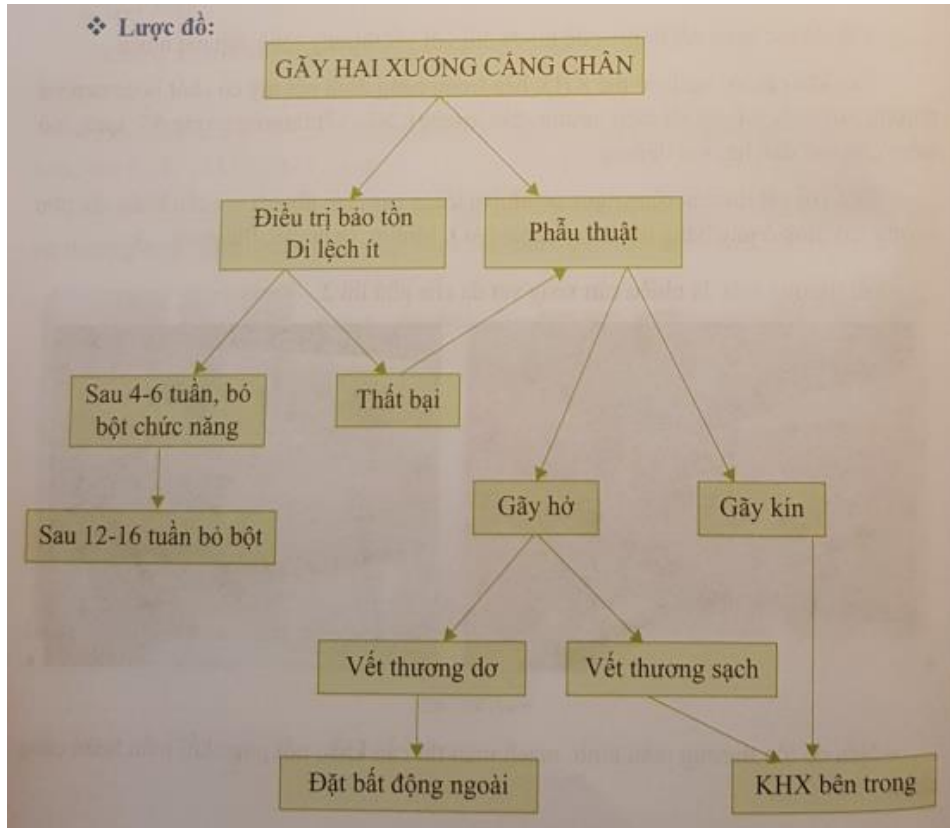 ❖ Lược đồ:
GÃY HAI XƯƠNG CẲNG CHÂN
Điều trị bảo tồn
Di lệch ít
Phẫu thuật
Sau 4-6 tuần, bó
bột chức năng
Thất bại
Gãy hở
Gãy kín
Sau 12-16 tuần bỏ bột
Vết thương dơ
Vết thương sạch
Đặt bất động ngoài
KHX bên trong